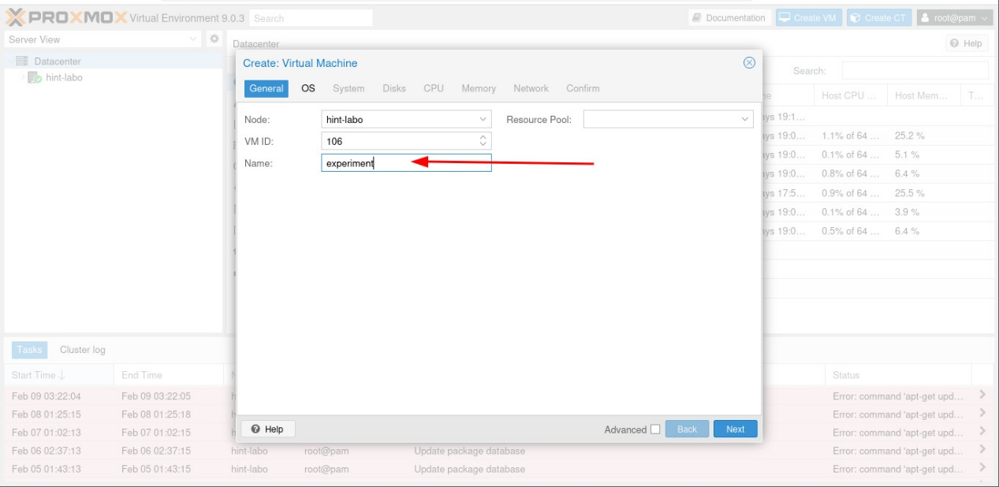 PROXMOX Virtual Environment 9.0.3 Search Documentation Create VM Create CT root@pam
Server View Datacenter Help
Datacenter
hint-labo
Create: Virtual Machine
General OS System Disks CPU Memory Network Confirm
Node: hint-labo Resource Pool:
VM ID: 106
Name: experiment
Help Advanced Back Next
Search:
Host CPU ... Host Mem... T...
ays 19:1...
ays 19:0... 1.1% of 64 ... 25.2 %
ays 19:0... 0.1% of 64 ... 5.1 %
ays 19:0... 0.8% of 64 ... 6.4 %
ays 17:5... 0.9% of 64 ... 25.5 %
ays 19:0... 0.1% of 64 ... 3.9 %
ays 19:0... 0.5% of 64 ... 6.4 %
Tasks Cluster log
Start Time ↓ End Time Status
Feb 09 03:22:04 Feb 09 03:22:05 Error: command 'apt-get upd...
Feb 08 01:25:15 Feb 08 01:25:18 Error: command 'apt-get upd...
Feb 07 01:02:13 Feb 07 01:02:15 Error: command 'apt-get upd...
Feb 06 02:37:13 Feb 06 02:37:15 hint-labo root@pam Update package database Error: command 'apt-get upd...
Feb 05 01:43:13 Feb 05 01:43:15 hint-labo root@pam Update package database Error: command 'apt-get upd...